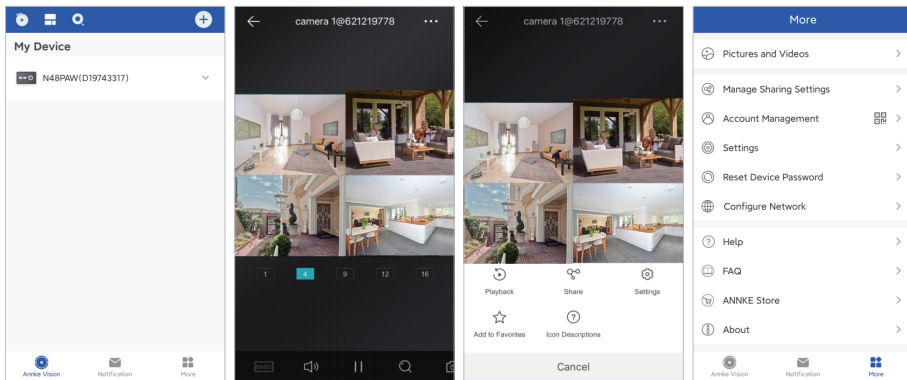 My Device
N48PAW(D19743317)
Annke Vision
Notification
More
camera 1@621219778
1
4
9
12
16
BASIC
camera 1@621219778
Playback
Share
Settings
Add to Favorites
Icon Descriptions
Cancel
More
Pictures and Videos
Manage Sharing Settings
Account Management
Settings
Reset Device Password
Configure Network
Help
FAQ
ANNKE Store
About
Annke Vision
Notification
More